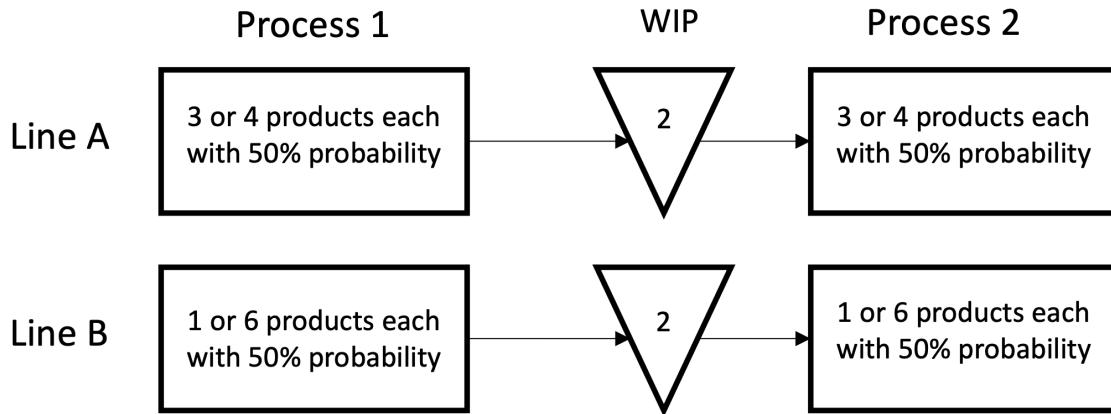 Process 1 WIP Process 2
Line A
3 or 4 products each
with 50% probability
2
3 or 4 products each
with 50% probability
Line B
1 or 6 products each
with 50% probability
2
1 or 6 products each
with 50% probability